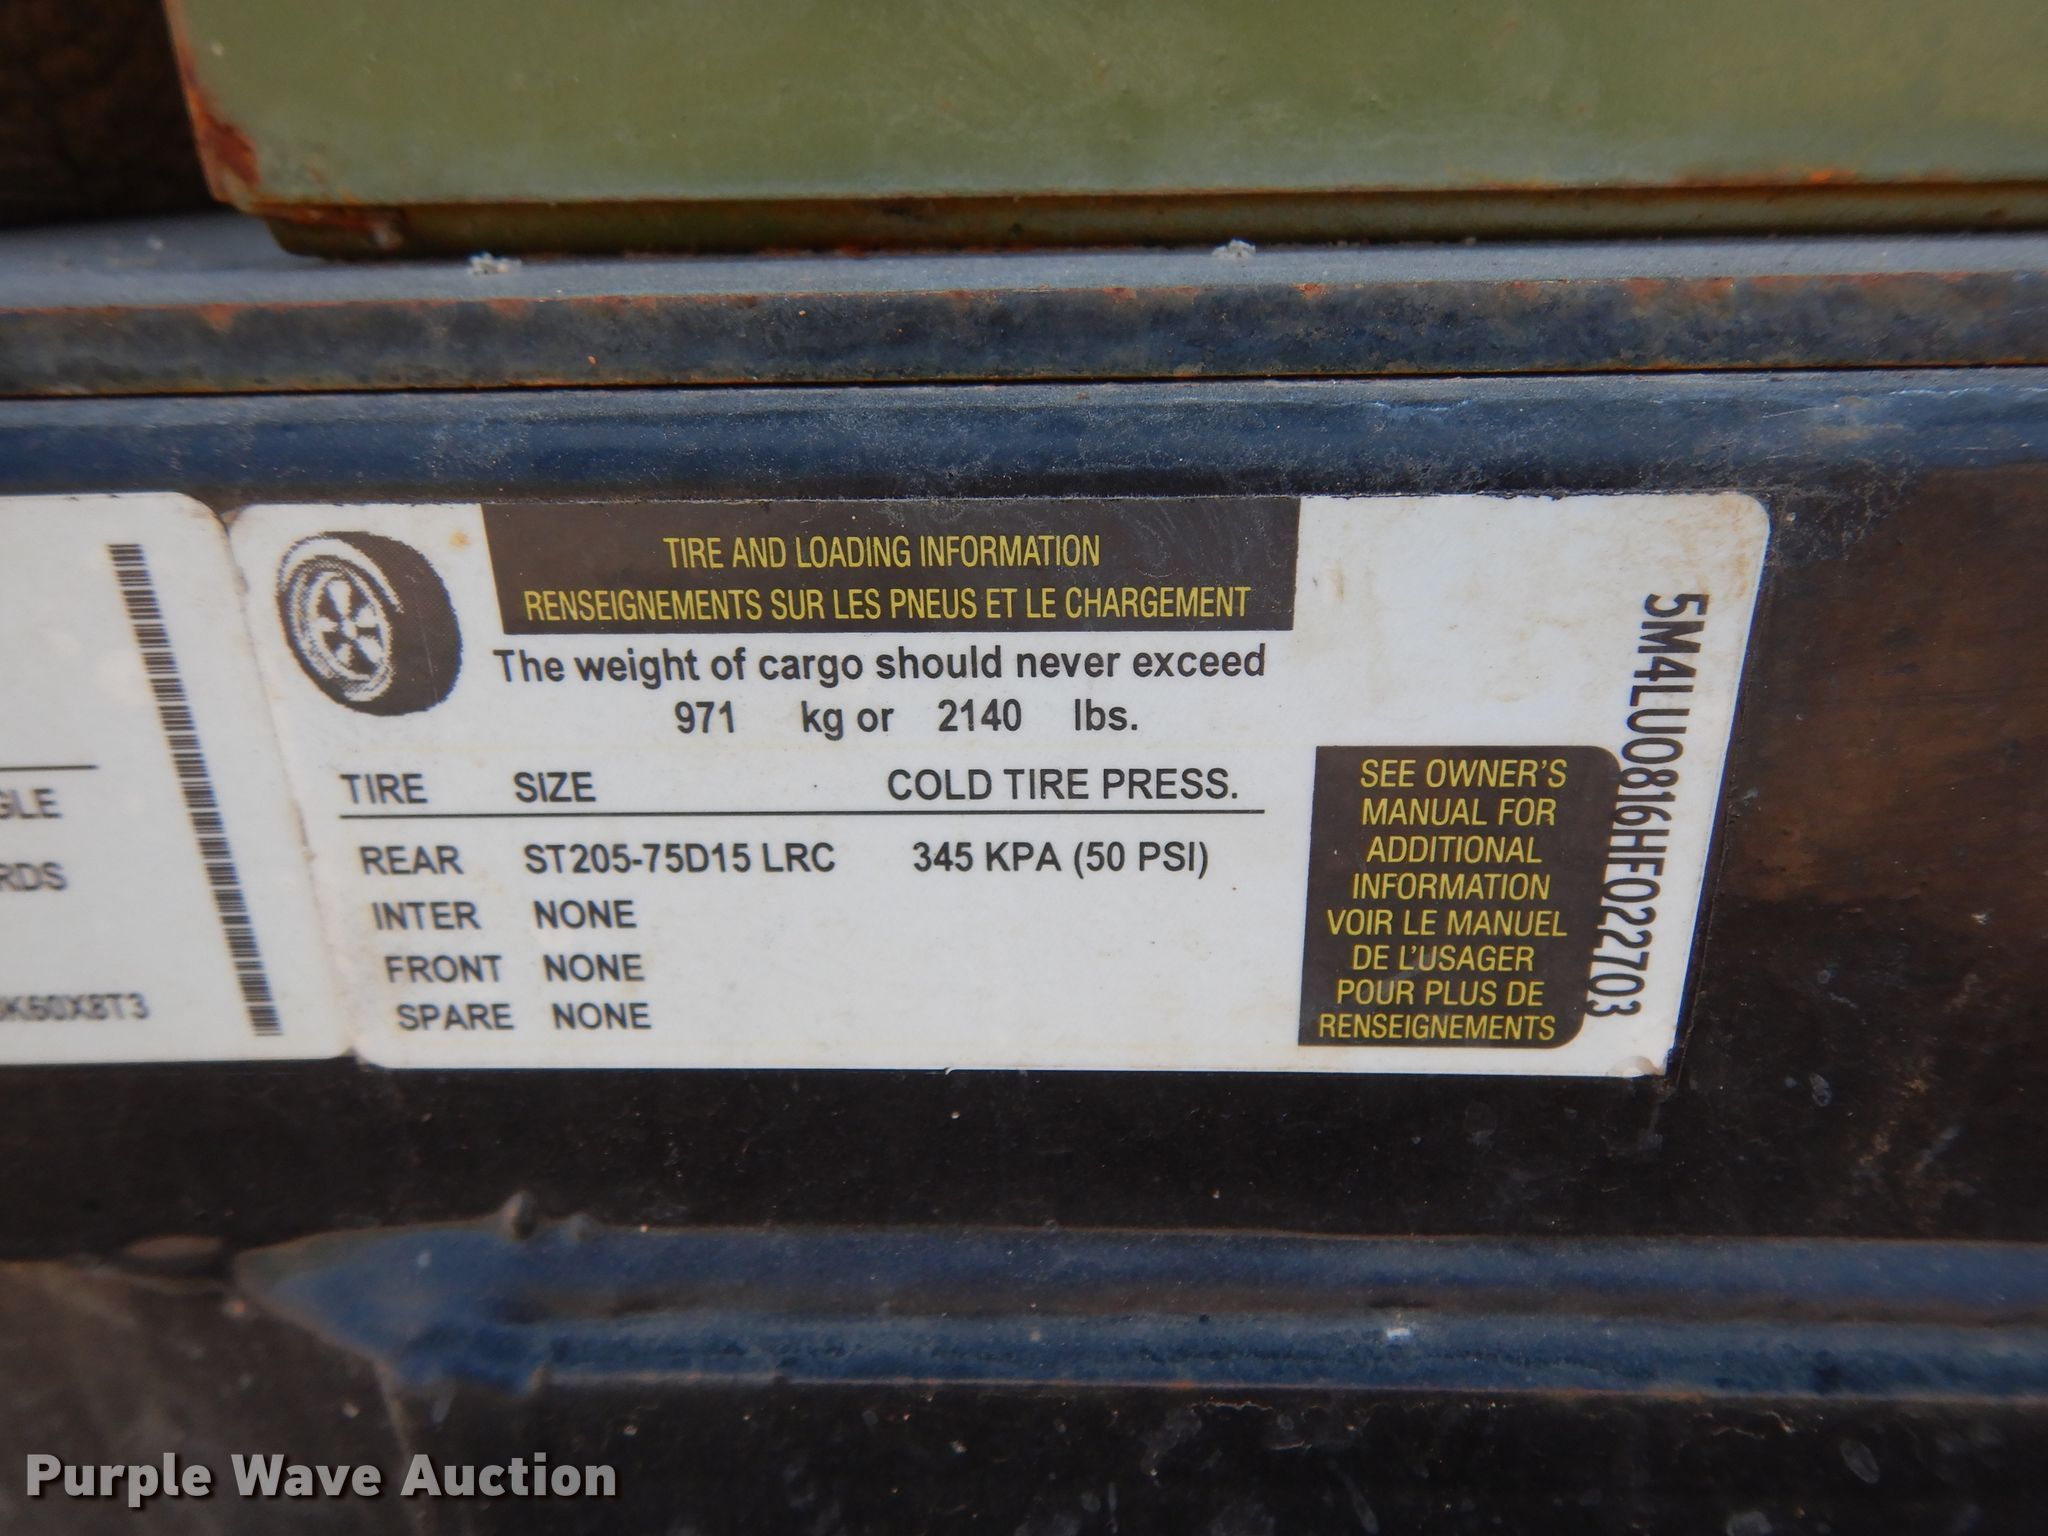 GLE
RDS
K60X8T3
TIRE AND LOADING INFORMATION
RENSEIGNEMENTS SUR LES PNEUS ET LE CHARGEMENT
The weight of cargo should never exceed
971 kg or 2140 lbs.
TIRE SIZE COLD TIRE PRESS.
REAR ST205-75D15 LRC 345 KPA (50 PSI)
INTER NONE
FRONT NONE
SPARE NONE
SEE OWNER'S
MANUAL FOR
ADDITIONAL
INFORMATION
VOIR LE MANUEL
DE L'USAGER
POUR PLUS DE
RENSEIGNEMENTS
5M4LU0816HF022703
Purple Wave Auction